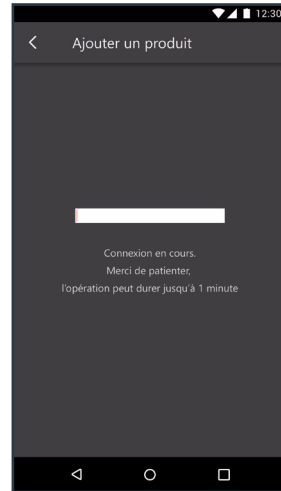 12:30
Ajouter un produit
Connexion en cours.
Merci de patienter,
l'opération peut durer jusqu'à 1 minute